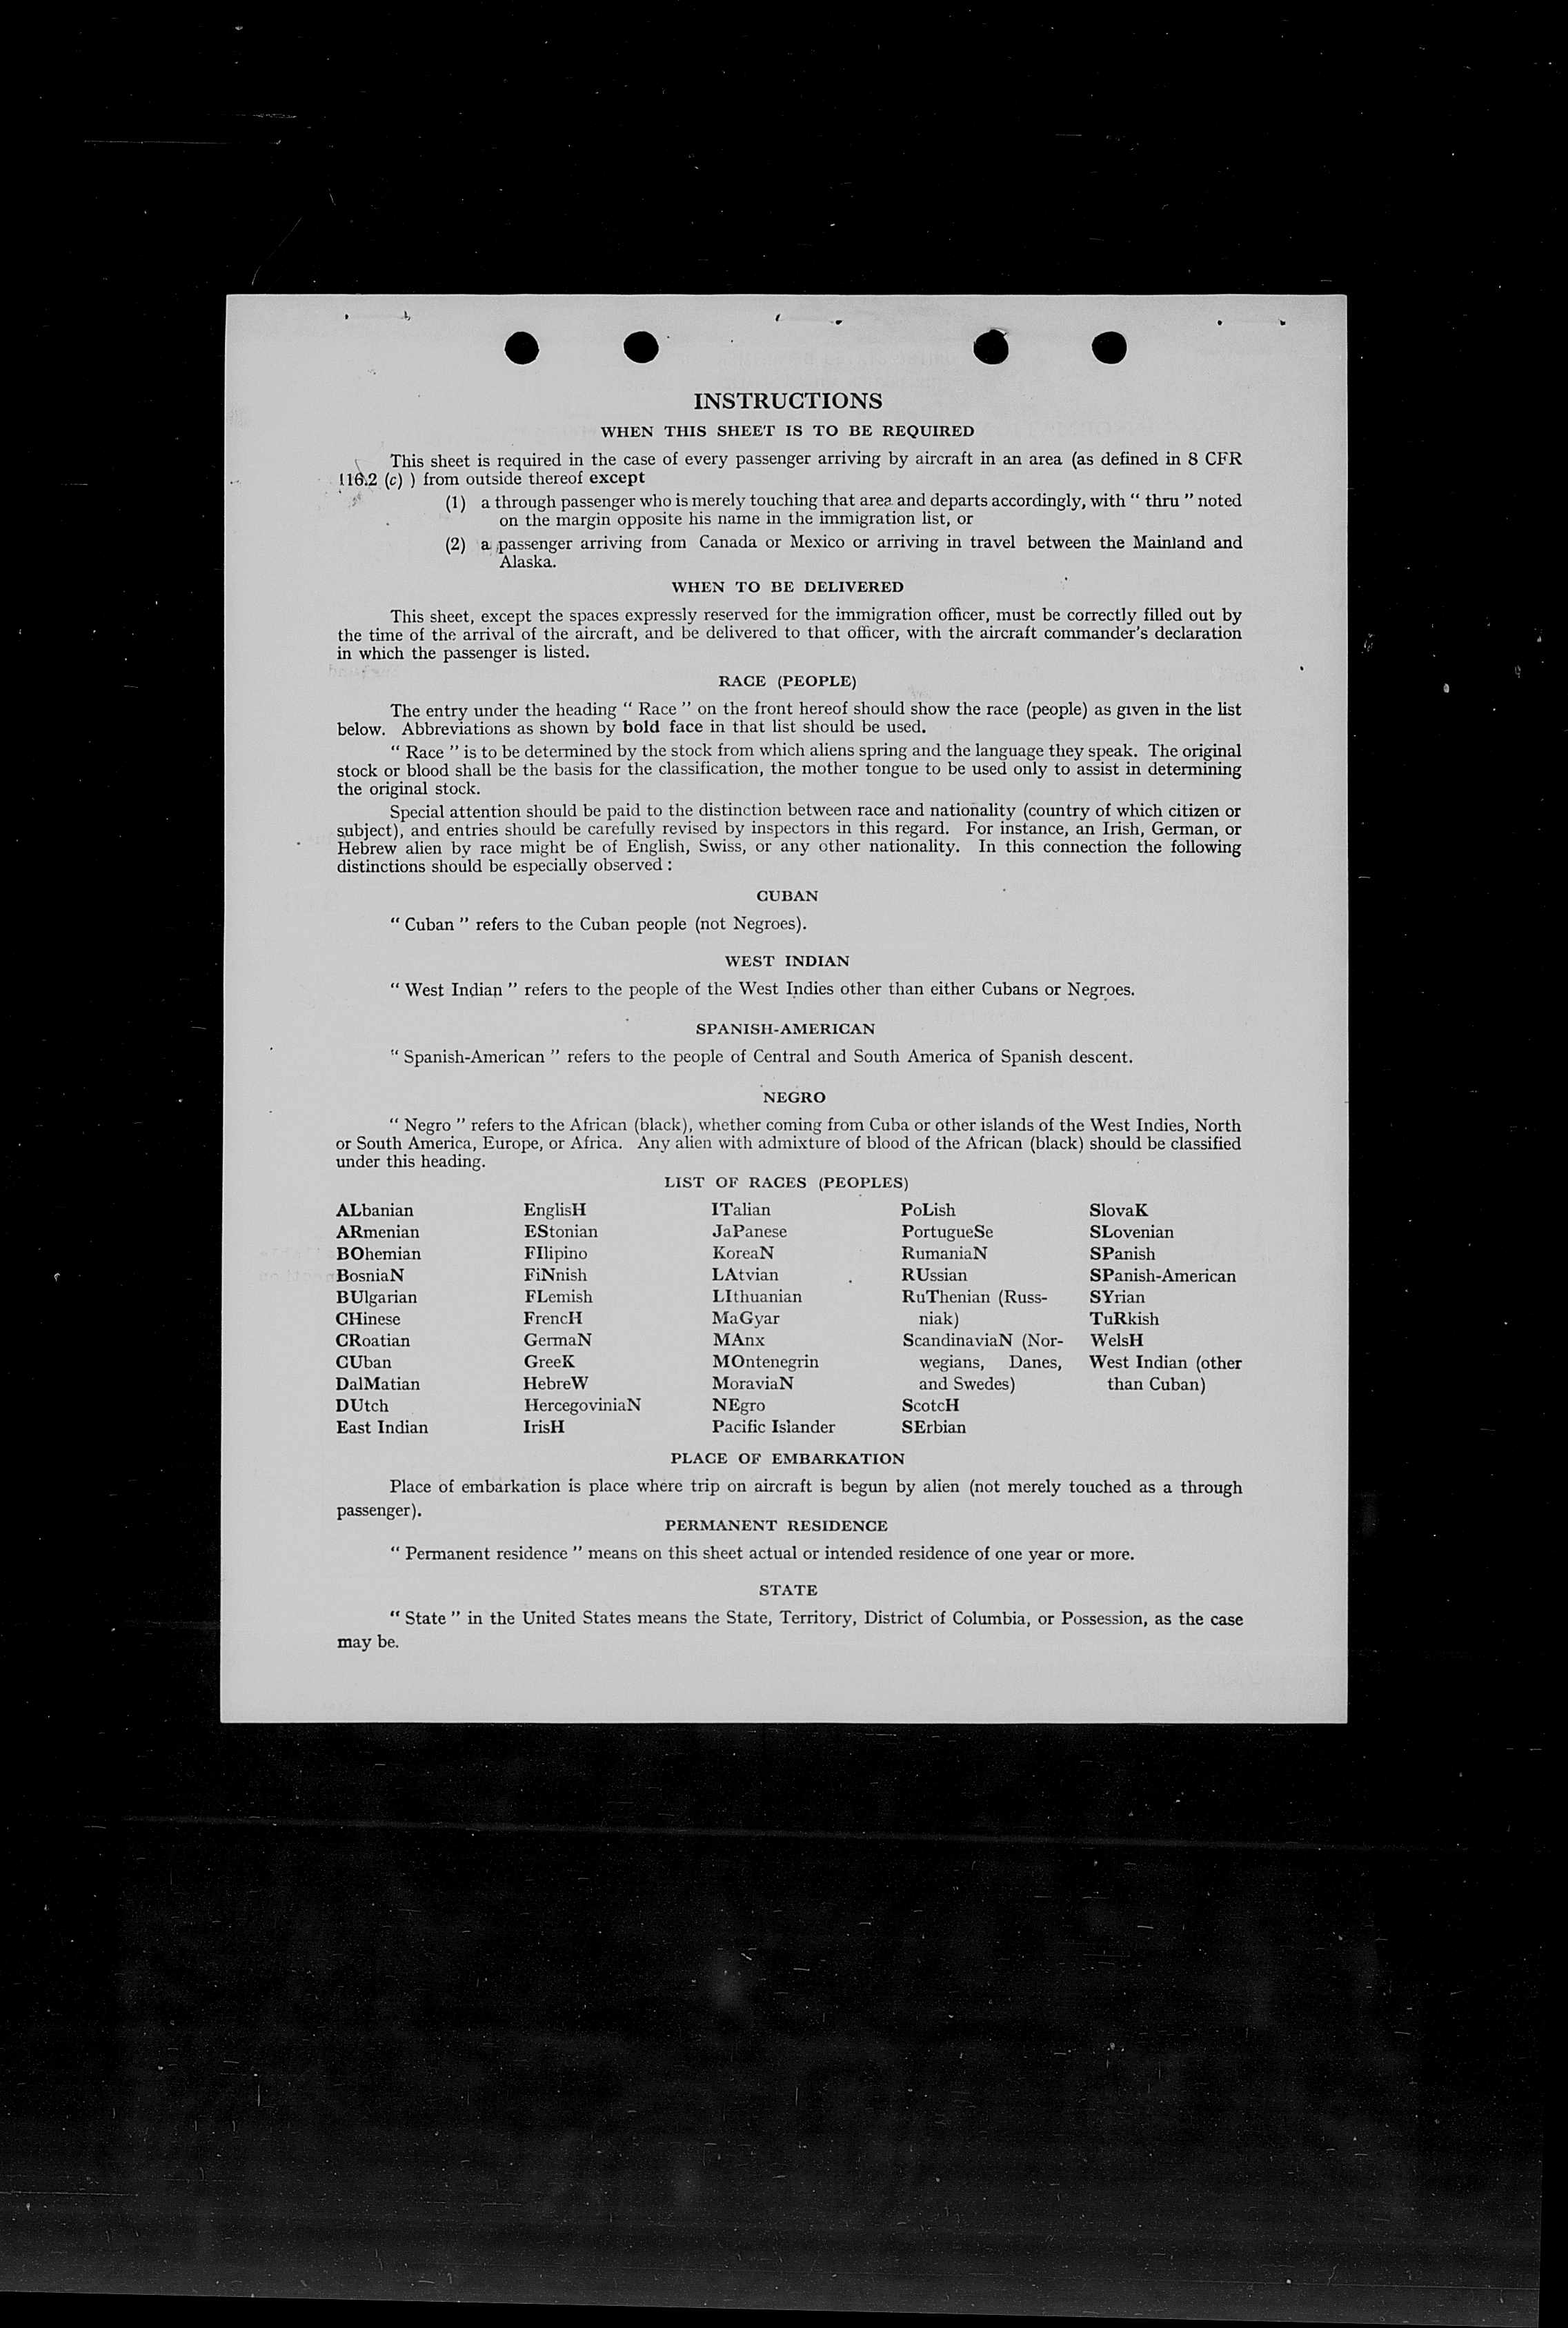 INSTRUCTIONS
WHEN THIS SHEET IS TO BE REQUIRED
This sheet is required in the case of every passenger arriving by aircraft in an area (as defined in 8 CFR
116.2 (c) ) from outside thereof except
(1) a through passenger who is merely touching that area and departs accordingly, with “ thru ” noted
on the margin opposite his name in the immigration list, or
(2) a passenger arriving from Canada or Mexico or arriving in travel between the Mainland and
Alaska.
WHEN TO BE DELIVERED
This sheet, except the spaces expressly reserved for the immigration officer, must be correctly filled out by
the time of the arrival of the aircraft, and be delivered to that officer, with the aircraft commander's declaration
in which the passenger is listed.
RACE (PEOPLE)
The entry under the heading “ Race ” on the front hereof should show the race (people) as given in the list
below. Abbreviations as shown by bold face in that list should be used.
“ Race ” is to be determined by the stock from which aliens spring and the language they speak. The original
stock or blood shall be the basis for the classification, the mother tongue to be used only to assist in determining
the original stock.
Special attention should be paid to the distinction between race and nationality (country of which citizen or
subject), and entries should be carefully revised by inspectors in this regard. For instance, an Irish, German, or
Hebrew alien by race might be of English, Swiss, or any other nationality. In this connection the following
distinctions should be especially observed :
CUBAN
“ Cuban ” refers to the Cuban people (not Negroes).
WEST INDIAN
“ West Indian ” refers to the people of the West Indies other than either Cubans or Negroes.
SPANISH-AMERICAN
“ Spanish-American ” refers to the people of Central and South America of Spanish descent.
NEGRO
“ Negro ” refers to the African (black), whether coming from Cuba or other islands of the West Indies, North
or South America, Europe, or Africa. Any alien with admixture of blood of the African (black) should be classified
under this heading.
LIST OF RACES (PEOPLES)
ALbanian
ARmenian
BOhemian
BosniaN
BUlgarian
CHinese
CRoatian
CUban
DalMatian
DUtch
East Indian
EnglisH
EStonian
FIlipino
FiNnish
FLemish
FrencH
GermaN
GreeK
HebreW
HercegoviniaN
IrisH
ITalian
JaPanese
KoreaN
LAtvian
LIthuanian
MaGyar
MAnx
MOntenegrin
MoraviaN
NEgro
Pacific Islander
PoLish
PortugueSe
RumaniaN
RUssian
RuThenian (Russ-
niak)
ScandinaviaN (Nor-
wegians, Danes,
and Swedes)
ScotcH
SErbian
SlovaK
SLovenian
SPanish
SPanish-American
SYrian
TuRkish
WelsH
West Indian (other
than Cuban)
PLACE OF EMBARKATION
Place of embarkation is place where trip on aircraft is begun by alien (not merely touched as a through
passenger).
PERMANENT RESIDENCE
“ Permanent residence ” means on this sheet actual or intended residence of one year or more.
STATE
“ State ” in the United States means the State, Territory, District of Columbia, or Possession, as the case
may be.